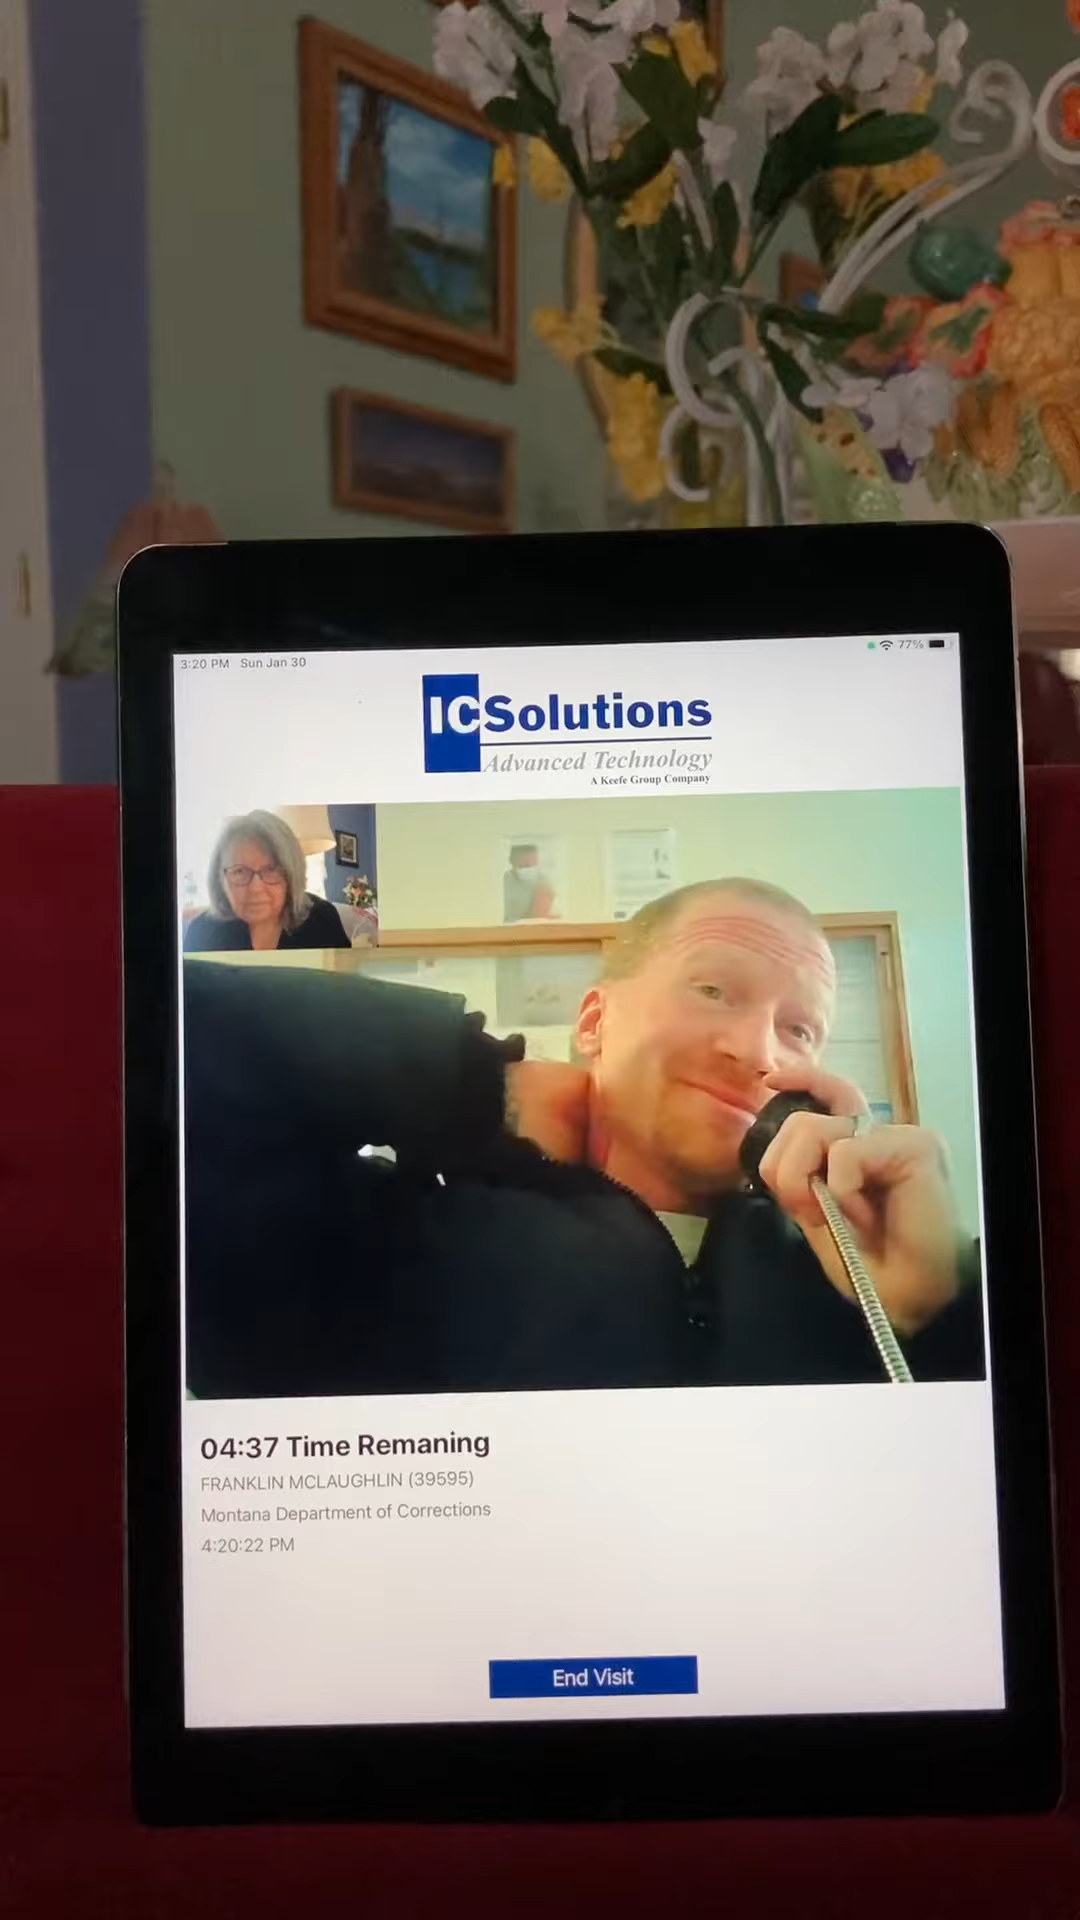 3:20 PM Sun Jan 30
77%
ICSolutions
Advanced Technology
A Keefe Group Company
04:37 Time Remaning
FRANKLIN MCLAUGHLIN (39595)
Montana Department of Corrections
4:20:22 PM
End Visit